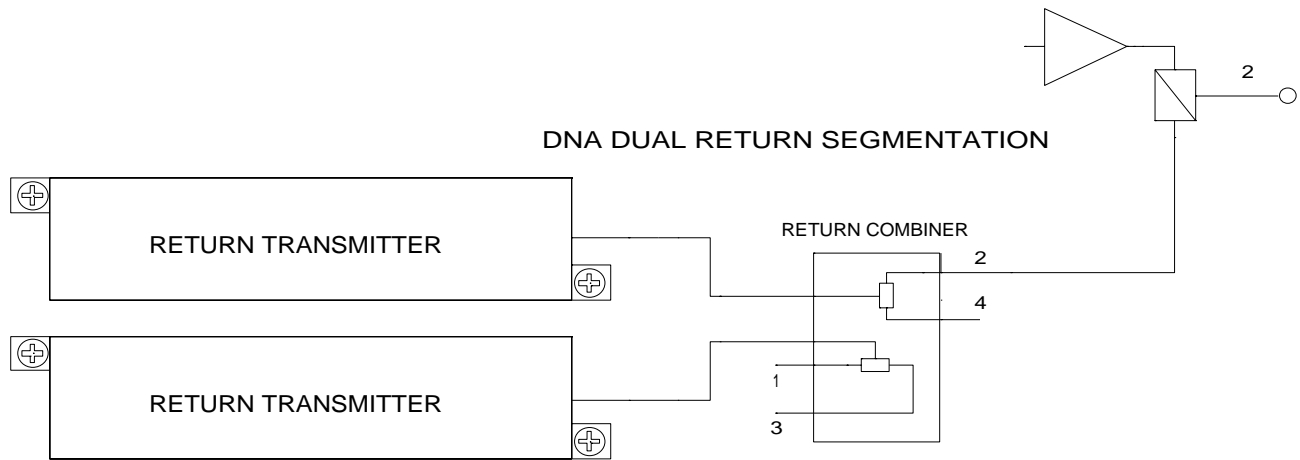 2
DNA DUAL RETURN SEGMENTATION
RETURN TRANSMITTER
RETURN COMBINER
2
4
1
3
RETURN TRANSMITTER